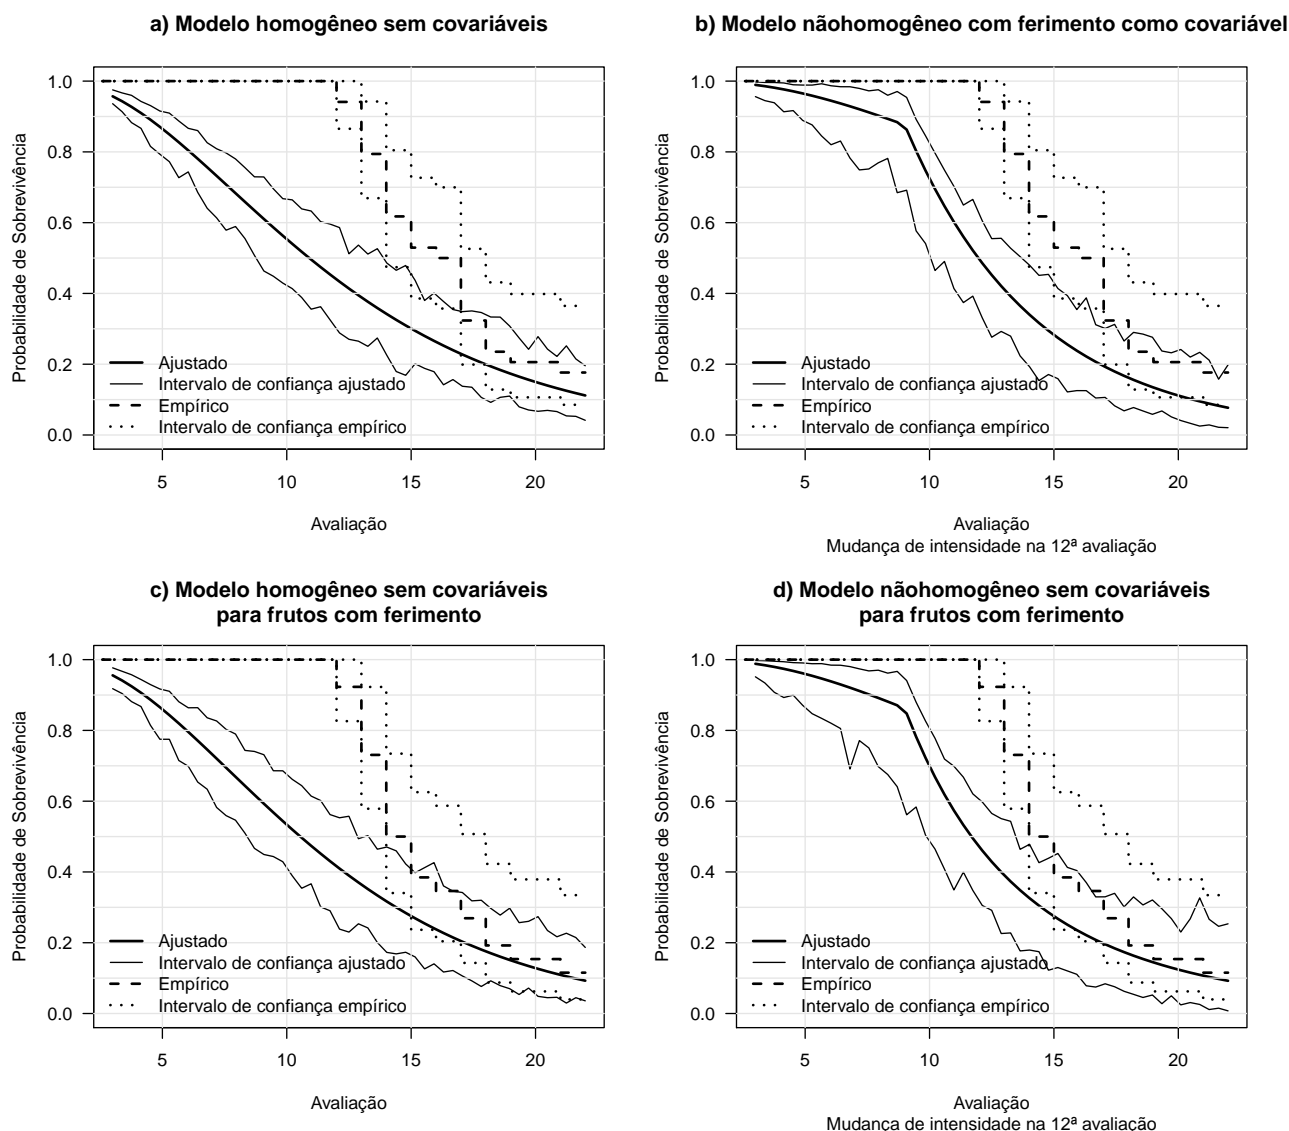 a) Modelo homogêneo sem covariáveis
1.0
0.8
0.6
0.4
0.2
0.0
Probabilidade de Sobrevivência
Ajustado
Intervalo de confiança ajustado
Empírico
Intervalo de confiança empírico
5 10 15 20
Avaliação
b) Modelo nãohomogêneo com ferimento como covariável
1.0
0.8
0.6
0.4
0.2
0.0
Probabilidade de Sobrevivência
Ajustado
Intervalo de confiança ajustado
Empírico
Intervalo de confiança empírico
5 10 15 20
Avaliação
Mudança de intensidade na 12ª avaliação
c) Modelo homogêneo sem covariáveis
para frutos com ferimento
1.0
0.8
0.6
0.4
0.2
0.0
Probabilidade de Sobrevivência
Ajustado
Intervalo de confiança ajustado
Empírico
Intervalo de confiança empírico
5 10 15 20
Avaliação
d) Modelo nãohomogêneo sem covariáveis
para frutos com ferimento
1.0
0.8
0.6
0.4
0.2
0.0
Probabilidade de Sobrevivência
Ajustado
Intervalo de confiança ajustado
Empírico
Intervalo de confiança empírico
5 10 15 20
Avaliação
Mudança de intensidade na 12ª avaliação